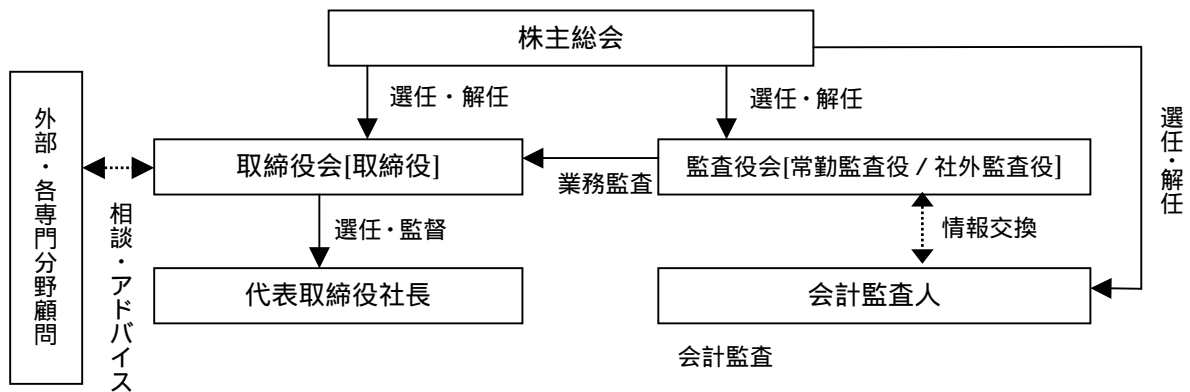 株主総会
選任・解任
選任・解任
選任・解任
外部・各専門分野顧問
取締役会[取締役]
監査役会[常勤監査役 / 社外監査役]
業務監査
相談・アドバイス
選任・監督
情報交換
代表取締役社長
会計監査人
会計監査